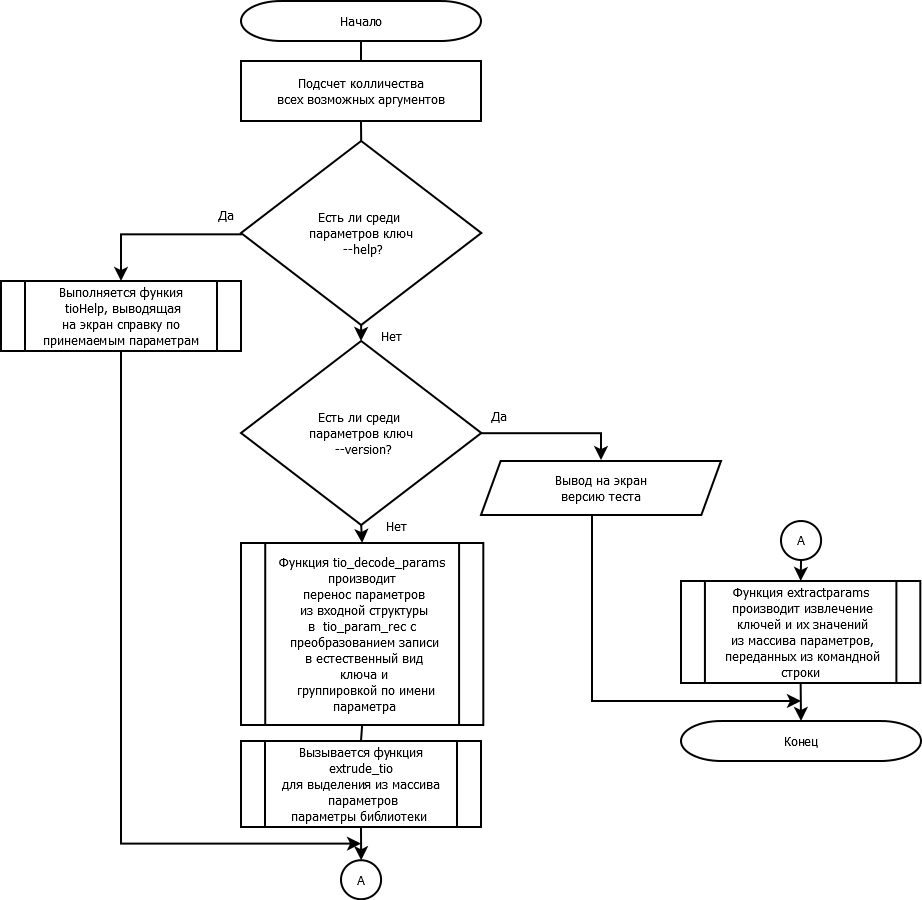 Начало
Подсчет колличества
всех возможных аргументов
Есть ли среди
параметров ключ
--help?
Да
Выполняется функия
tioHelp, выводящая
на экран справку по
принемаемым параметрам
Нет
Есть ли среди
параметров ключ
--version?
Да
Вывод на экран
версию теста
Нет
Функция tio_decode_params
производит
перенос параметров
из входной структуры
в tio_param_rec с
преобразованием записи
в естественный вид
ключа и
группировкой по имени
параметра
Вызывается функция
extrude_tio
для выделения из массива
параметров
параметры библиотеки
A
A
Функция extractparams
производит извлечение
ключей и их значений
из массива параметров,
переданных из командной
строки
Конец